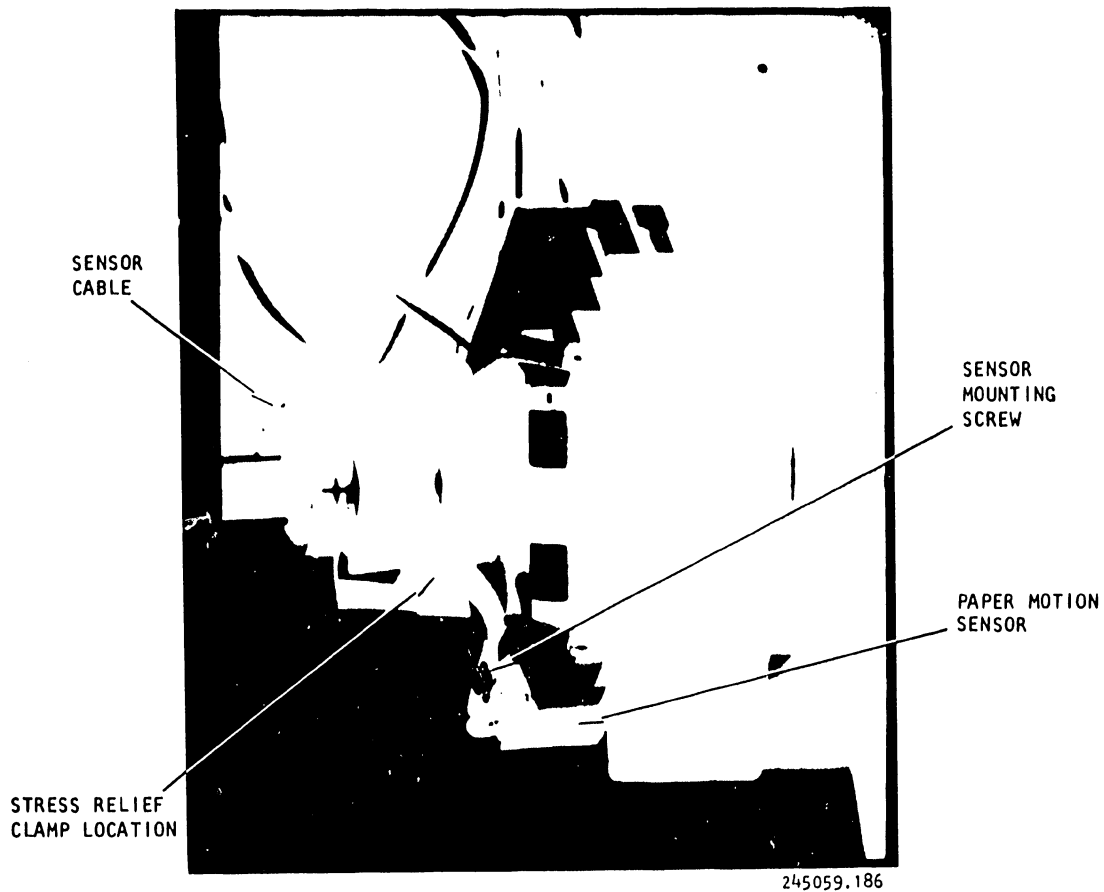 SENSOR
CABLE
SENSOR
MOUNTING
SCREW
PAPER MOTION
SENSOR
STRESS RELIEF
CLAMP LOCATION
245059.186